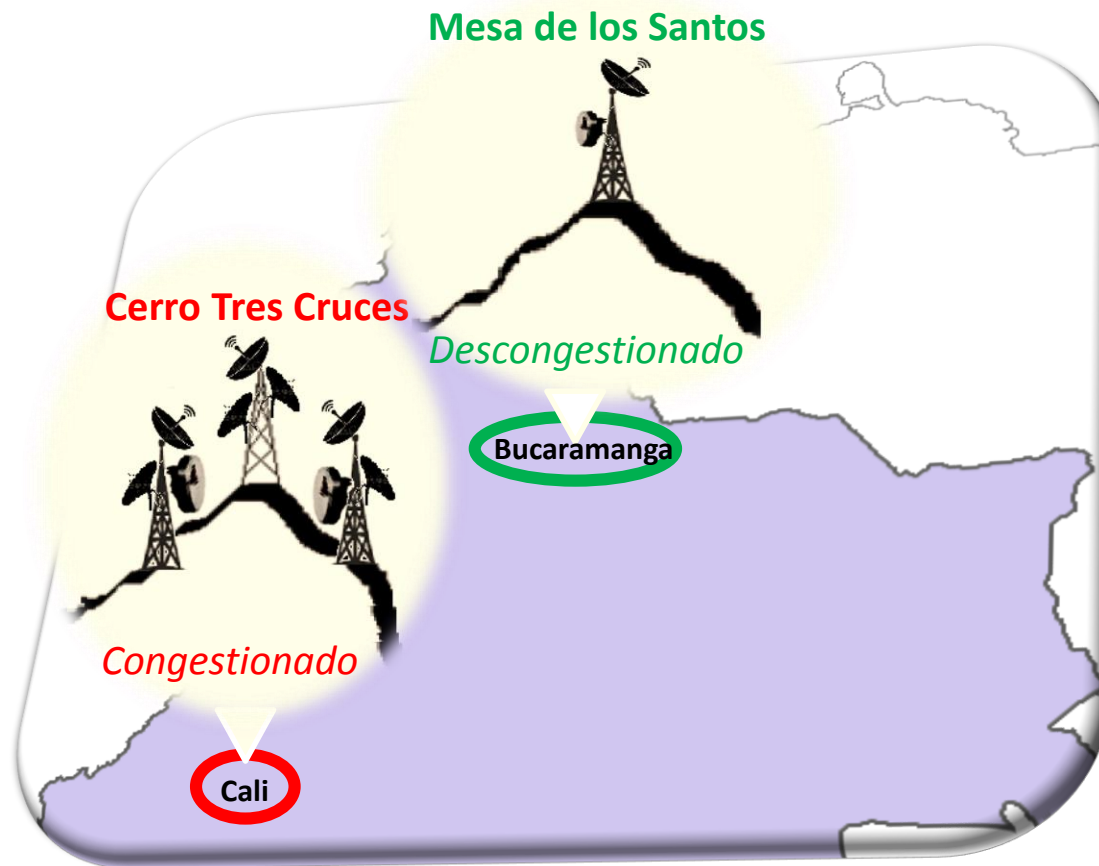 Mesa de los Santos
Descongestionado
Bucaramanga
Cerro Tres Cruces
Congestionado
Cali